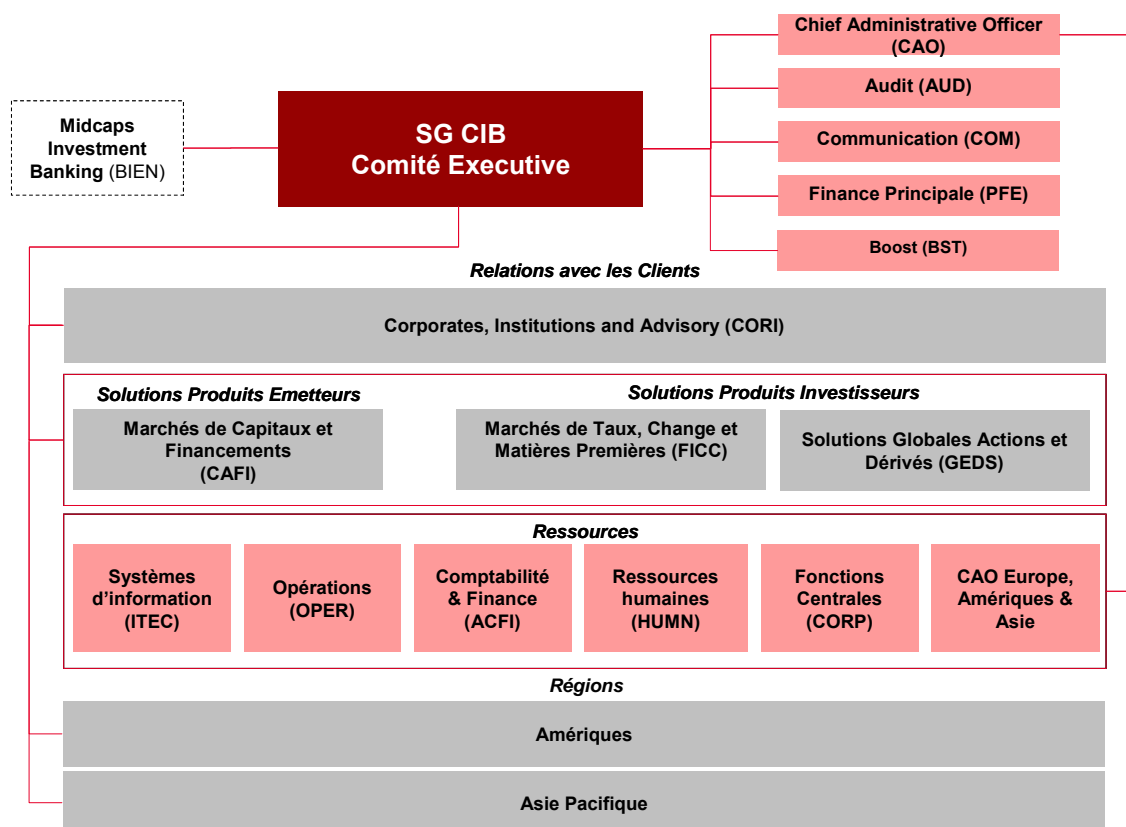 Chief Administrative Officer
(CAO)
Audit (AUD)
Communication (COM)
Finance Principale (PFE)
Boost (BST)
Midcaps
Investment
Banking (BIEN)
SG CIB
Comité Executive
Relations avec les Clients
Corporates, Institutions and Advisory (CORI)
Solutions Produits Emetteurs
Marchés de Capitaux et
Financements
(CAFI)
Solutions Produits Investisseurs
Marchés de Taux, Change et
Matières Premières (FICC)
Solutions Globales Actions et
Dérivés (GEDS)
Ressources
Systèmes
d’information
(ITEC)
Opérations
(OPER)
Comptabilité
& Finance
(ACFI)
Ressources
humaines
(HUMN)
Fonctions
Centrales
(CORP)
CAO Europe,
Amériques &
Asie
Régions
Amériques
Asie Pacifique